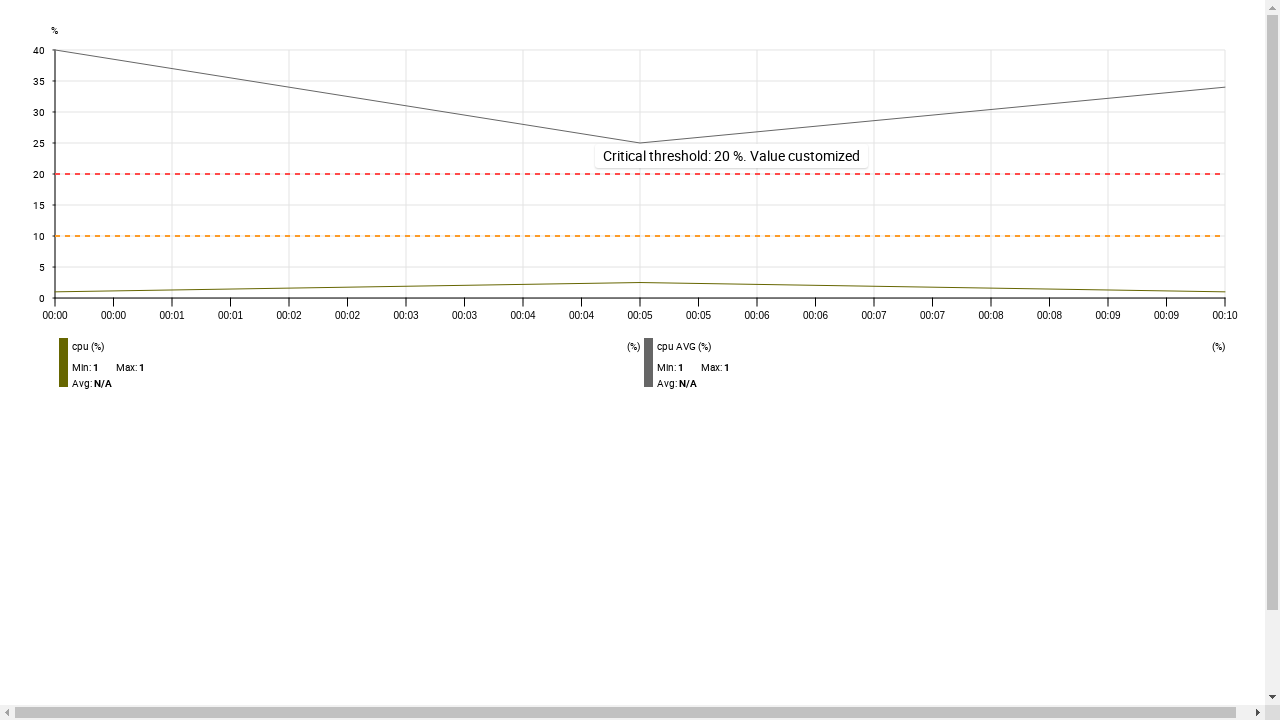 %
40
35
30
25
Critical threshold: 20 %. Value customized
20
15
10
5
0
00:00 00:00 00:01 00:01 00:02 00:02 00:03 00:03 00:04 00:04 00:05 00:05 00:06 00:06 00:07 00:07 00:08 00:08 00:09 00:09 00:10
cpu (%) (%) cpu AVG (%) (%)
Min: 1 Max: 1 Min: 1 Max: 1
Avg: N/A Avg: N/A